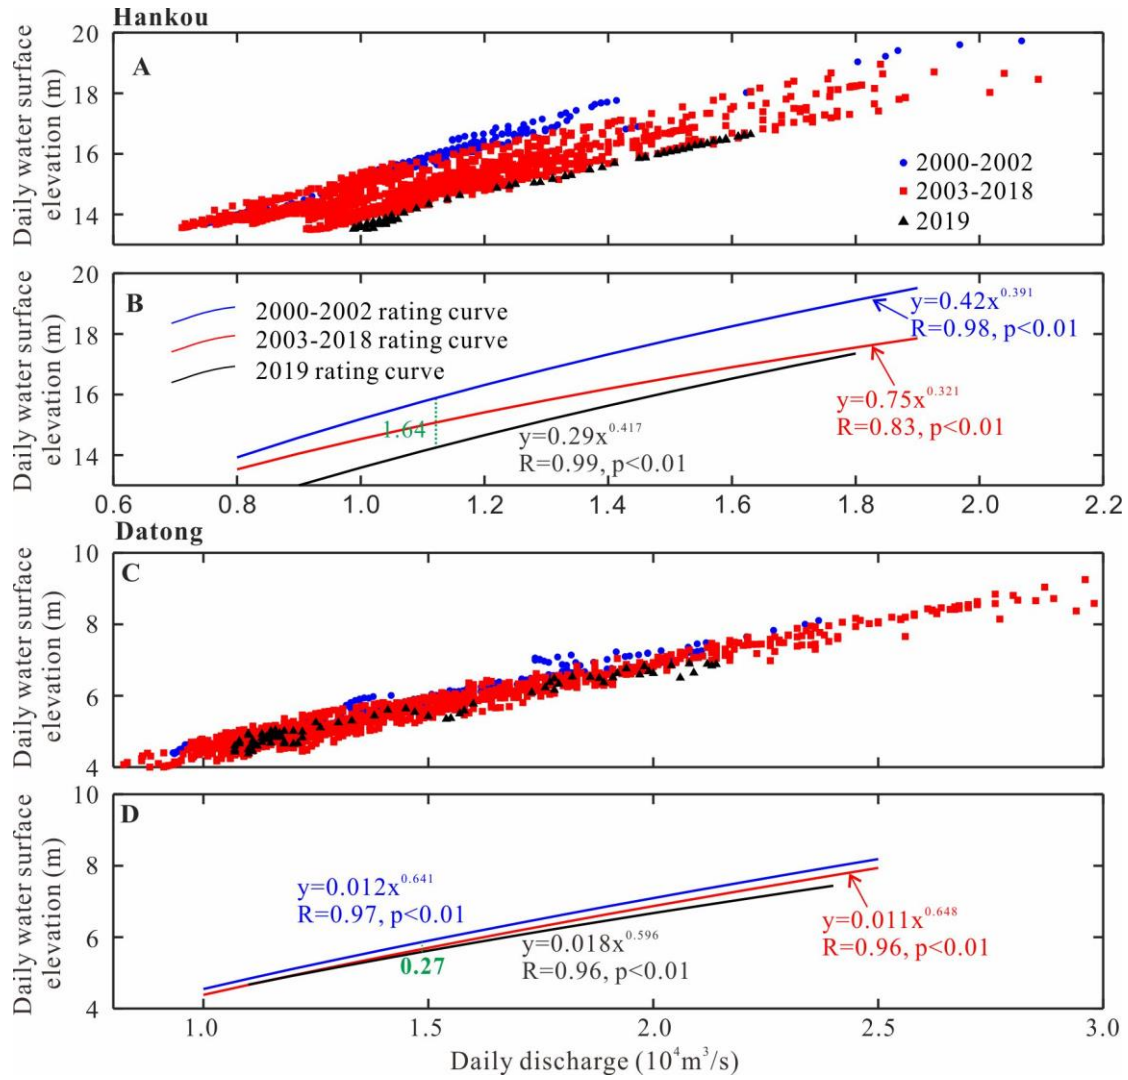 Hankou
Daily water surface
elevation (m)
20
18
16
14
A
2000-2002
2003-2018
2019
Daily water surface
elevation (m)
20
18
16
14
B
2000-2002 rating curve
2003-2018 rating curve
2019 rating curve
y=0.42x^0.391
R=0.98, p<0.01
y=0.75x^0.321
R=0.83, p<0.01
1.64
y=0.29x^0.417
R=0.99, p<0.01
0.6 0.8 1.0 1.2 1.4 1.6 1.8 2.0 2.2
Datong
Daily water surface
elevation (m)
10
8
6
4
C
Daily water surface
elevation (m)
10
8
6
4
D
y=0.012x^0.641
R=0.97, p<0.01
y=0.018x^0.596
R=0.96, p<0.01
y=0.011x^0.648
R=0.96, p<0.01
0.27
1.0 1.5 2.0 2.5 3.0
Daily discharge (10^4m^3/s)